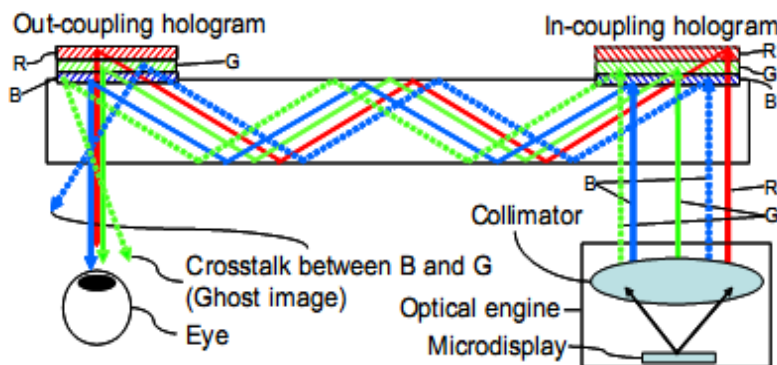 Out-coupling hologram
In-coupling hologram
R
G
B
R
G
B
B
R
G
Collimator
Crosstalk between B and G
(Ghost image)
Eye
Optical engine
Microdisplay